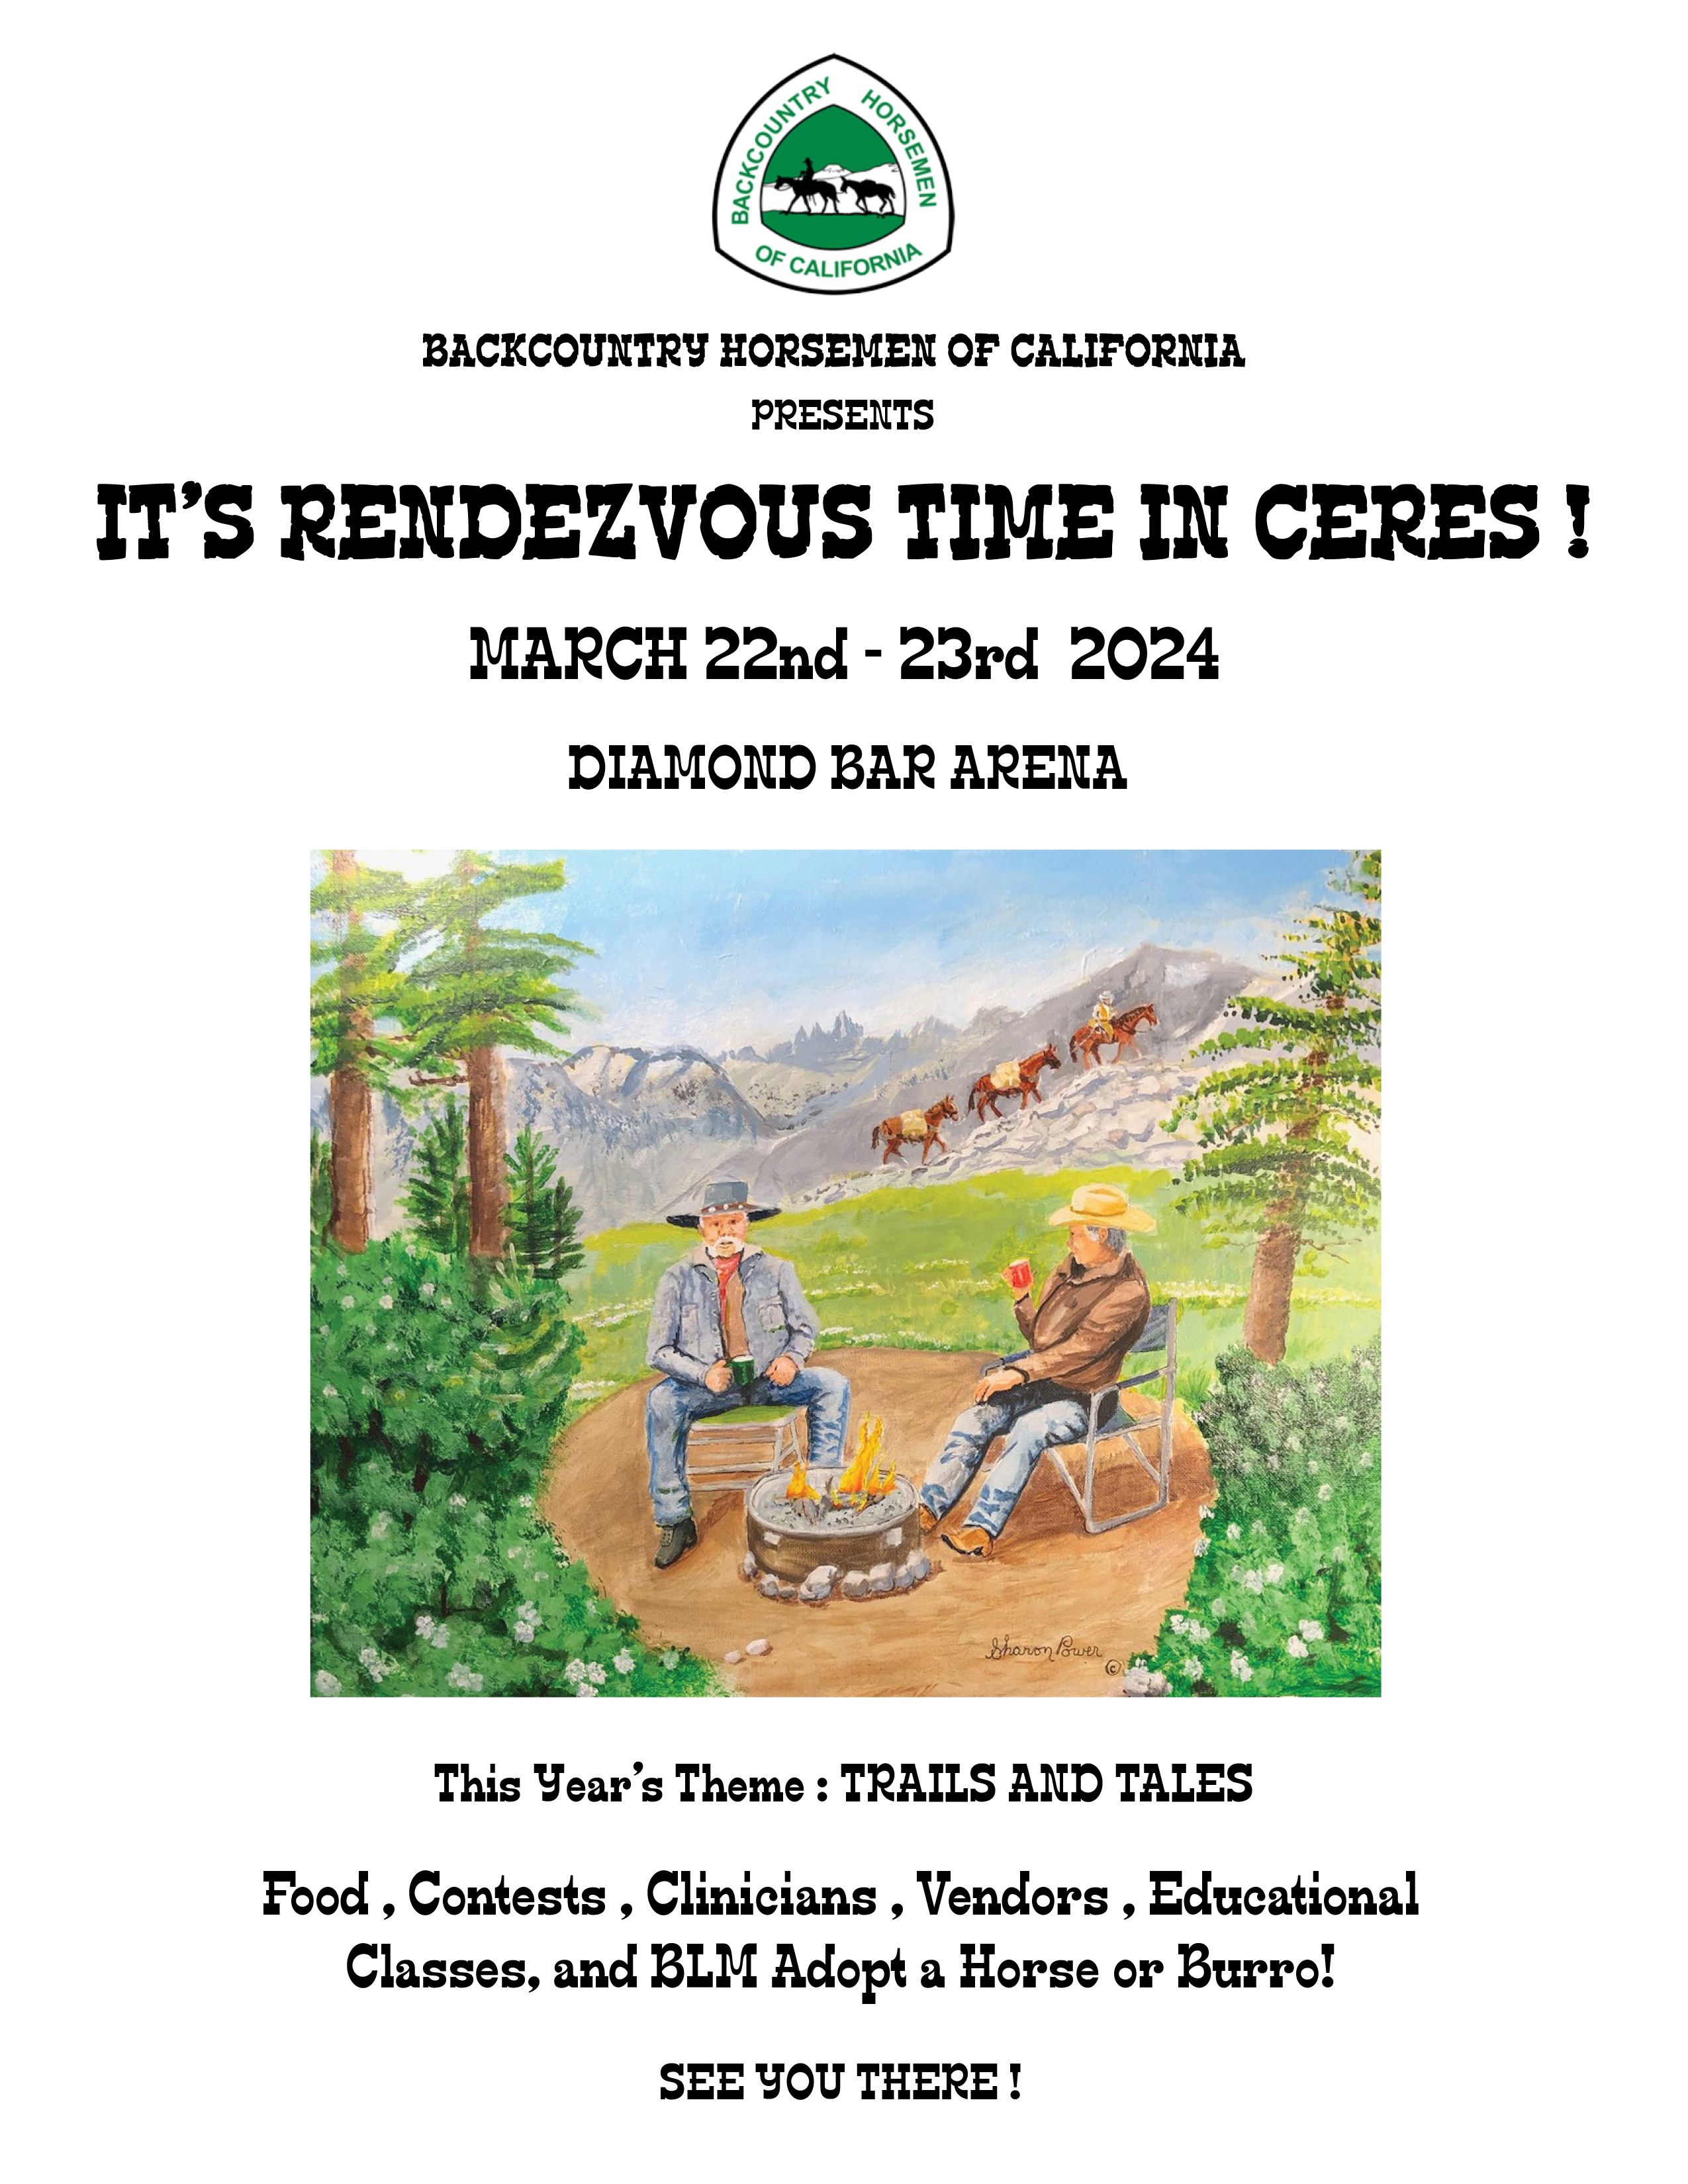 BACKCOUNTRY HORSEMEN
OF CALIFORNIA
BACKCOUNTRY HORSEMEN OF CALIFORNIA
PRESENTS
IT'S RENDEZVOUS TIME IN CERES !
MARCH 22nd - 23rd 2024
DIAMOND BAR ARENA
Sharon Power
©
This Year's Theme : TRAILS AND TALES
Food , Contests , Clinicians , Vendors , Educational
Classes, and BLM Adopt a Horse or Burro!
SEE YOU THERE !